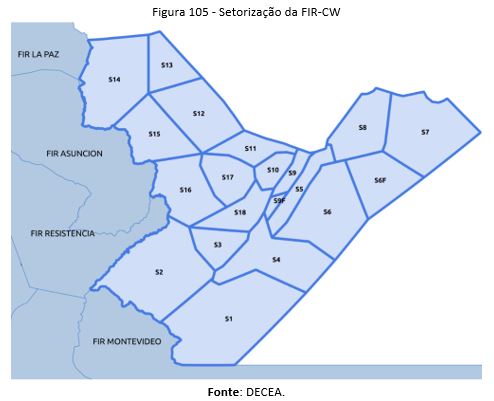 Figura 105 - Setorização da FIR-CW
FIR LA PAZ
S14
S13
S12
S8
S7
S15
FIR ASUNCION
S11
S10
S9
S17
S16
S5
S6F
S9F
S18
S6
FIR RESISTENCIA
S3
S4
S2
S1
FIR MONTEVIDEO
Fonte: DECEA.